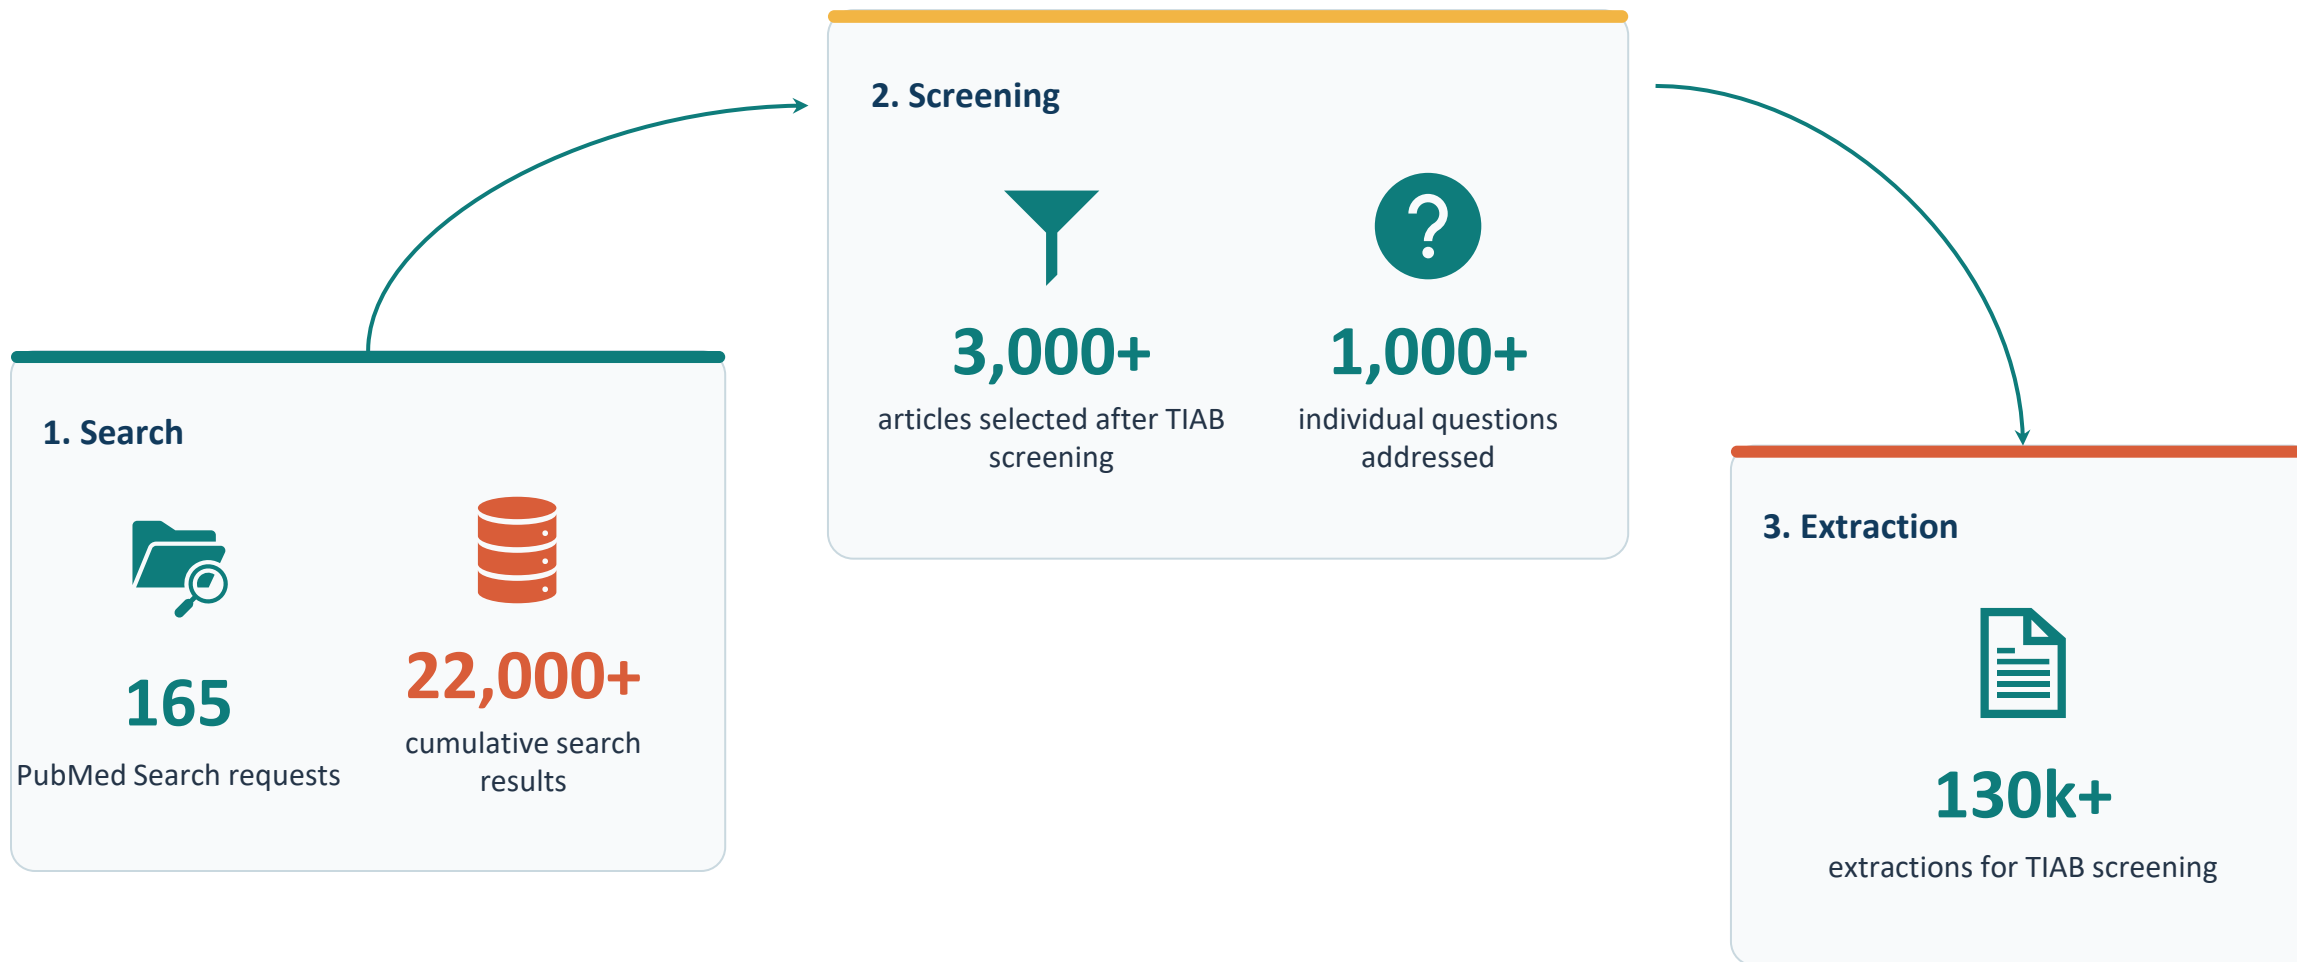 1. Search
165
PubMed Search requests
22,000+
cumulative search
results
2. Screening
3,000+
articles selected after TIAB
screening
1,000+
individual questions
addressed
3. Extraction
130k+
extractions for TIAB screening